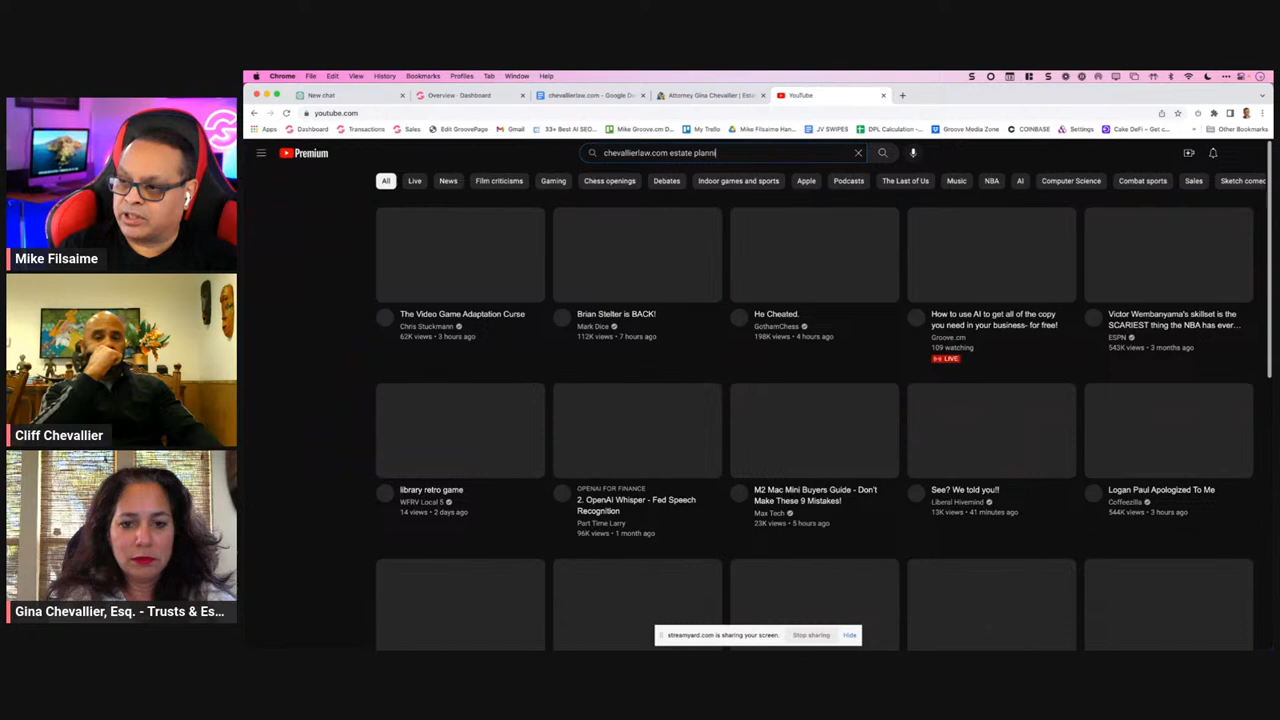 Chrome File Edit View History Bookmarks Profiles Tab Window Help
New chat
Overview - Dashboard
chevallierlaw.com - Google Do
Attorney Gina Chevallier | Esta
YouTube
youtube.com
Apps
Dashboard
Transactions
Sales
Edit GroovePage
Gmail
33+ Best AI SEO...
Mike Groove.cm D...
My Trello
Mike Filsaime Han...
JV SWIPES
DPL Calculation -...
Groove Media Zone
COINBASE
Settings
Other Bookmarks
Premium
chevallierlaw.com estate planni
All
Live
News
Film criticisms
Gaming
Chess openings
Debates
Indoor games and sports
Apple
Podcasts
The Last of Us
Music
NBA
AI
Computer Science
Combat sports
Sales
Sketch comed
The Video Game Adaptation Curse
Chris Stuckmann
62K views • 3 hours ago
Brian Stelter is BACK!
Mark Dice
112K views • 7 hours ago
He Cheated.
GothamChess
198K views • 4 hours ago
How to use AI to get all of the copy
you need in your business- for free!
Groove.cm
109 watching
LIVE
Victor Wembanyama's skillset is the
SCARIEST thing the NBA has ever...
ESPN
543K views • 3 months ago
library retro game
WFRV Local 5
14 views • 2 days ago
OPENAI FOR FINANCE
2. OpenAI Whisper - Fed Speech
Recognition
Part Time Larry
96K views • 1 month ago
M2 Mac Mini Buyers Guide - Don't
Make These 9 Mistakes!
Max Tech
23K views • 5 hours ago
See? We told you!!
Liberal Hivemind
13K views • 41 minutes ago
Logan Paul Apologized To Me
Coffeezilla
544K views • 3 hours ago
streamyard.com is sharing your screen.
Stop sharing
Hide
Mike Filsaime
Cliff Chevallier
Gina Chevallier, Esq. - Trusts & Es...